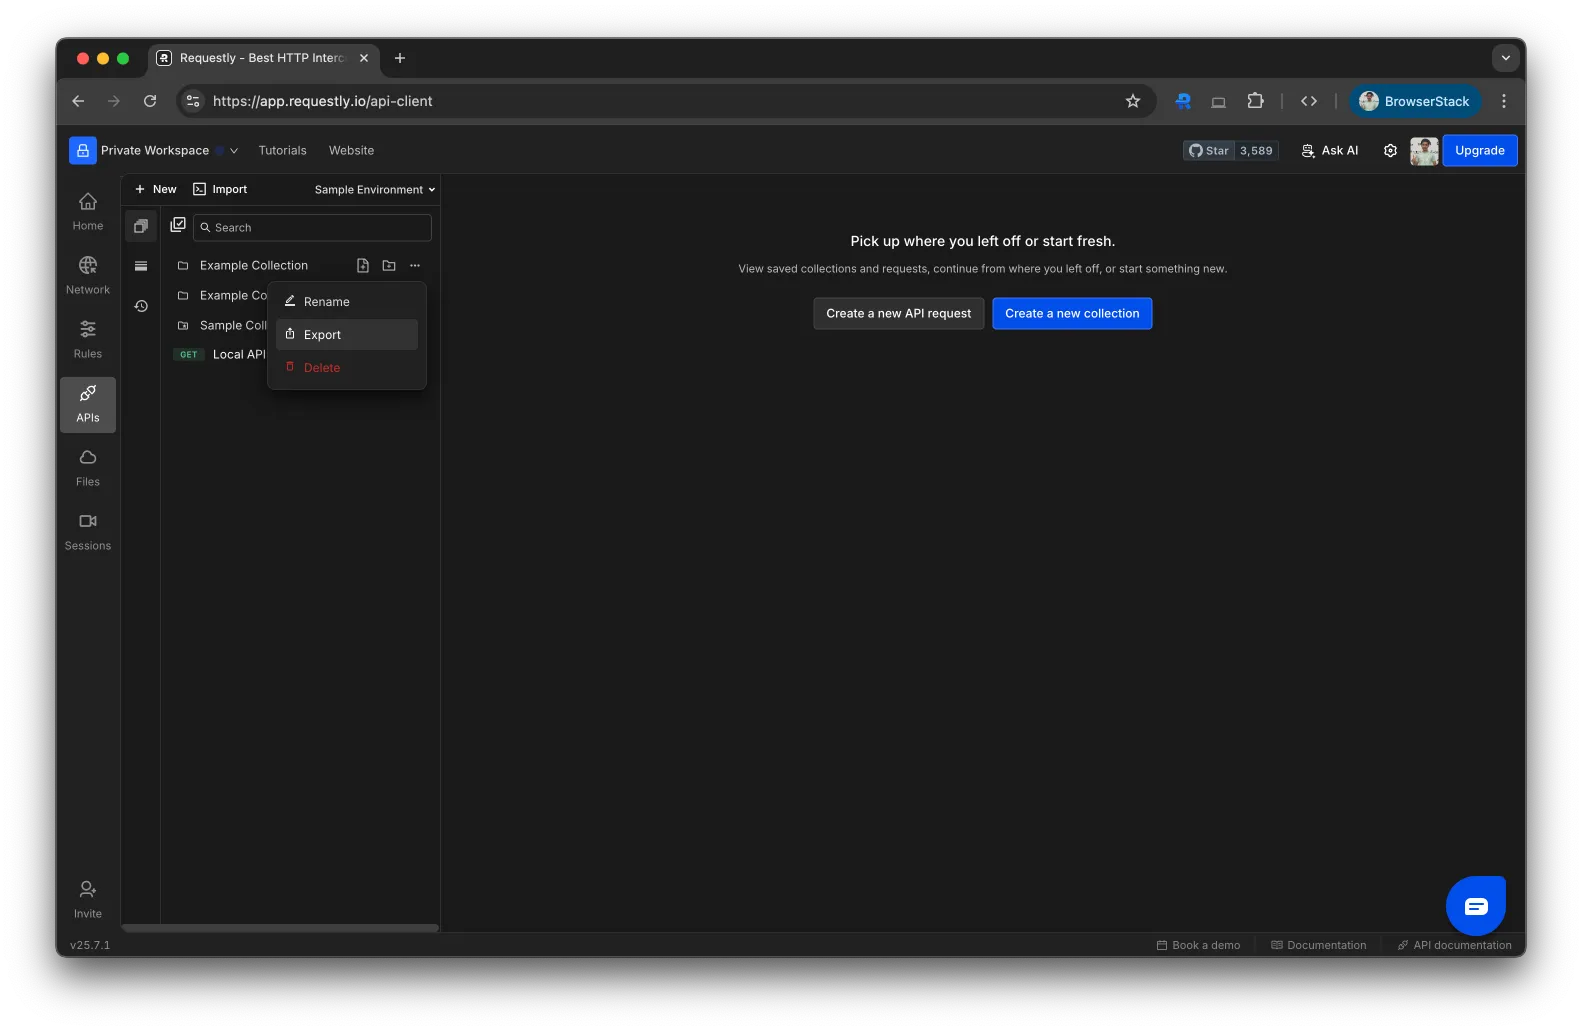 Requestly - Best HTTP Interc
https://app.requestly.io/api-client
BrowserStack
Private Workspace
Tutorials
Website
Star
3,589
Ask AI
Upgrade
New
Import
Sample Environment
Home
Search
Network
Example Collection
Example Co
Sample Coll
GET
Local API
Rename
Export
Delete
Rules
APIs
Files
Sessions
Invite
Pick up where you left off or start fresh.
View saved collections and requests, continue from where you left off, or start something new.
Create a new API request
Create a new collection
v25.7.1
Book a demo
Documentation
API documentation